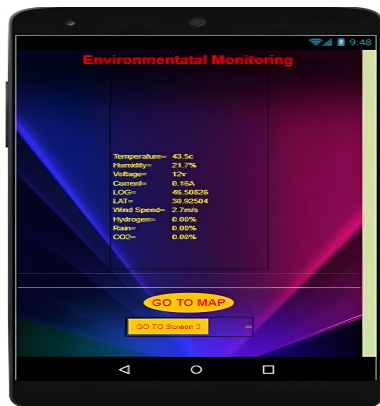 9:48
Environmentatal Monitoring
Temperature= 43.5c
Humidity= 21.7%
Voltage= 12v
Current= 0.16A
LOG= 46.50826
LAT= 30.92504
Wind Speed= 2.7m/s
Hydrogen= 0.00%
Rain= 0.00%
CO2= 0.00%
GO TO MAP
GO TO Screen 3